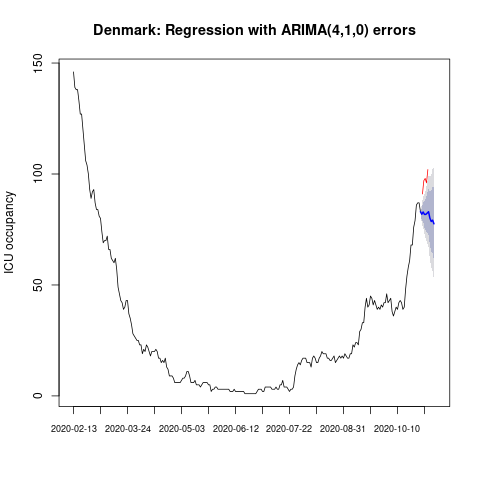 Denmark: Regression with ARIMA(4,1,0) errors
ICU occupancy
150
100
50
0
2020-02-13 2020-03-24 2020-05-03 2020-06-12 2020-07-22 2020-08-31 2020-10-10